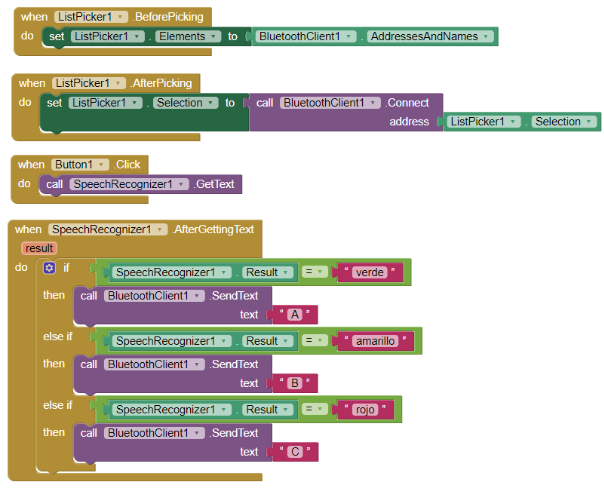 when ListPicker1 .BeforePicking
do set ListPicker1 . Elements to BluetoothClient1 . AddressesAndNames
when ListPicker1 .AfterPicking
do set ListPicker1 . Selection to call BluetoothClient1 .Connect
address ListPicker1 . Selection
when Button1 .Click
do call SpeechRecognizer1 .GetText
when SpeechRecognizer1 .AfterGettingText
result
do if SpeechRecognizer1 . Result = " verde "
then call BluetoothClient1 .SendText
text " A "
else if SpeechRecognizer1 . Result = " amarillo "
then call BluetoothClient1 .SendText
text " B "
else if SpeechRecognizer1 . Result = " rojo "
then call BluetoothClient1 .SendText
text " C "